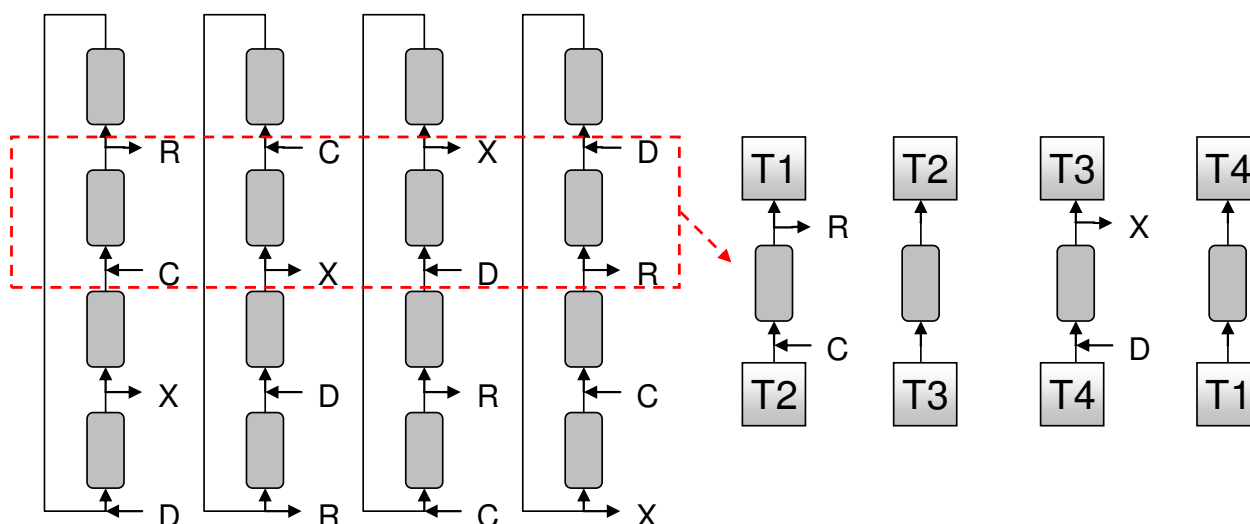 R C X D
C X D R
X D R C
D R C X
T1 T2 T3 T4
R X
C D
T2 T3 T4 T1